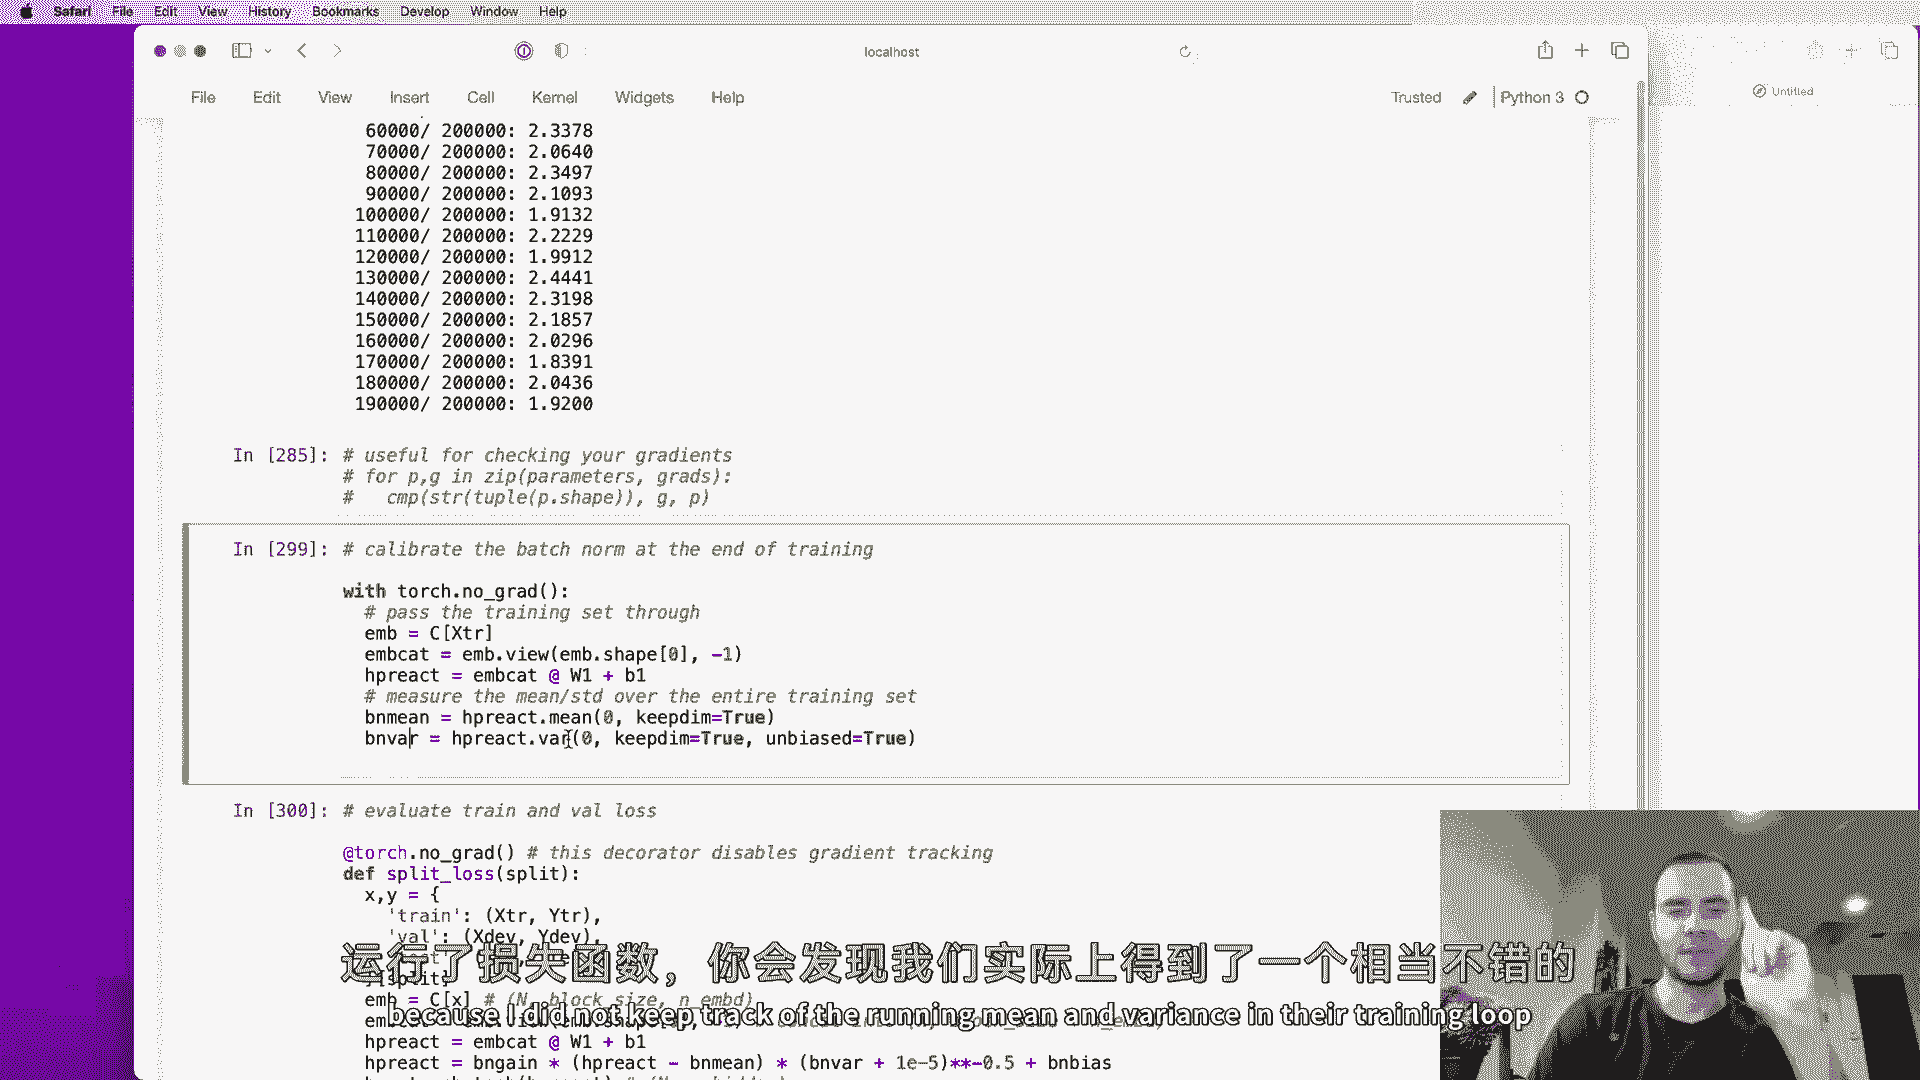 Safari File Edit View History Bookmarks Develop Window Help
localhost
File Edit View Insert Cell Kernel Widgets Help Trusted Python 3
Untitled
60000/ 200000: 2.3378
70000/ 200000: 2.0640
80000/ 200000: 2.3497
90000/ 200000: 2.1093
100000/ 200000: 1.9132
110000/ 200000: 2.2229
120000/ 200000: 1.9912
130000/ 200000: 2.4441
140000/ 200000: 2.3198
150000/ 200000: 2.1857
160000/ 200000: 2.0296
170000/ 200000: 1.8391
180000/ 200000: 2.0436
190000/ 200000: 1.9200
In [285]: # useful for checking your gradients
# for p,g in zip(parameters, grads):
#   cmp(str(tuple(p.shape)), g, p)
In [299]: # calibrate the batch norm at the end of training
with torch.no_grad():
# pass the training set through
emb = C[Xtr]
embcat = emb.view(emb.shape[0], -1)
hpreact = embcat @ W1 + b1
# measure the mean/std over the entire training set
bnmean = hpreact.mean(0, keepdim=True)
bnvar = hpreact.var(0, keepdim=True, unbiased=True)
In [300]: # evaluate train and val loss
@torch.no_grad() # this decorator disables gradient tracking
def split_loss(split):
x,y = {
'train': (Xtr, Ytr),
'val': (Xdev, Ydev),
运行了损失函数，你会发现我们实际上得到了一个相当不错的
emb = C[x] # (N, block_size, n_embd)
because I did not keep track of the running mean and variance in their training loop
hpreact = embcat @ W1 + b1
hpreact = bngain * (hpreact - bnmean) * (bnvar + 1e-5)**-0.5 + bnbias